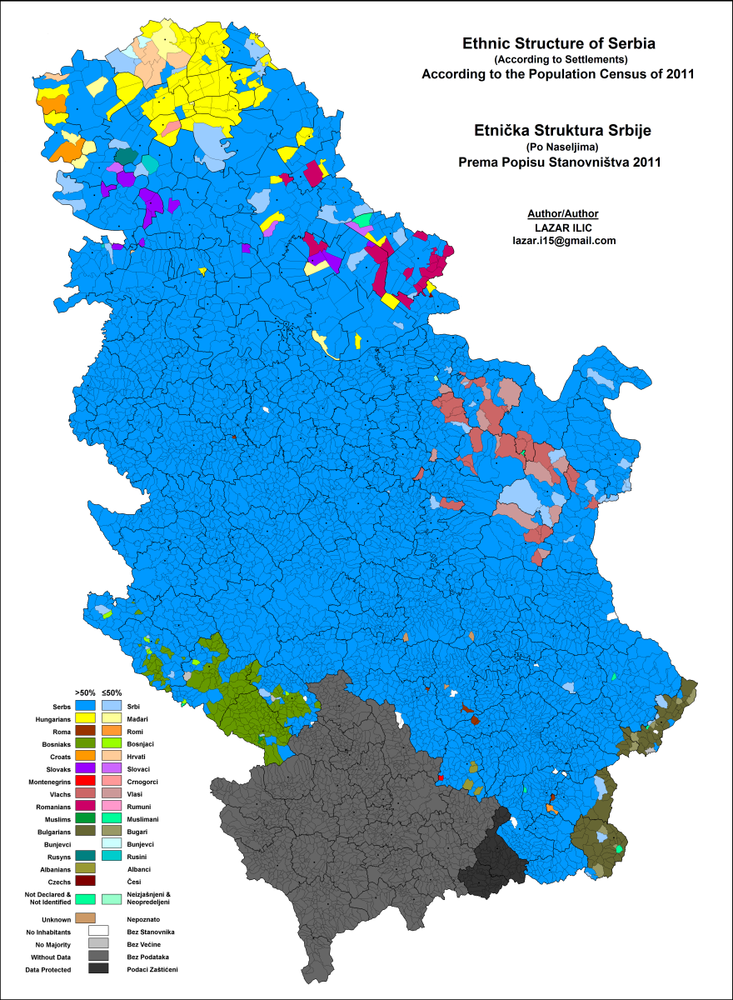 Ethnic Structure of Serbia
(According to Settlements)
According to the Population Census of 2011
Etnička Struktura Srbije
(Po Naseljima)
Prema Popisu Stanovništva 2011
Author/Author
LAZAR ILIC
lazar.i15@gmail.com
>50% ≤50%
Serbs Srbi
Hungarians Mađari
Roma Romi
Bosniaks Bosnjaci
Croats Hrvati
Slovaks Slovaci
Montenegrins Crnogorci
Vlachs Vlasi
Romanians Rumuni
Muslims Muslimani
Bulgarians Bugari
Bunjevci Bunjevci
Rusyns Rusini
Albanians Albanci
Czechs Česi
Not Declared & Neizjašnjeni &
Not Identified Neopredeljeni
Unknown Nepoznato
No Inhabitants Bez Stanovnika
No Majority Bez Većine
Without Data Bez Podataka
Data Protected Podaci Zaštićeni